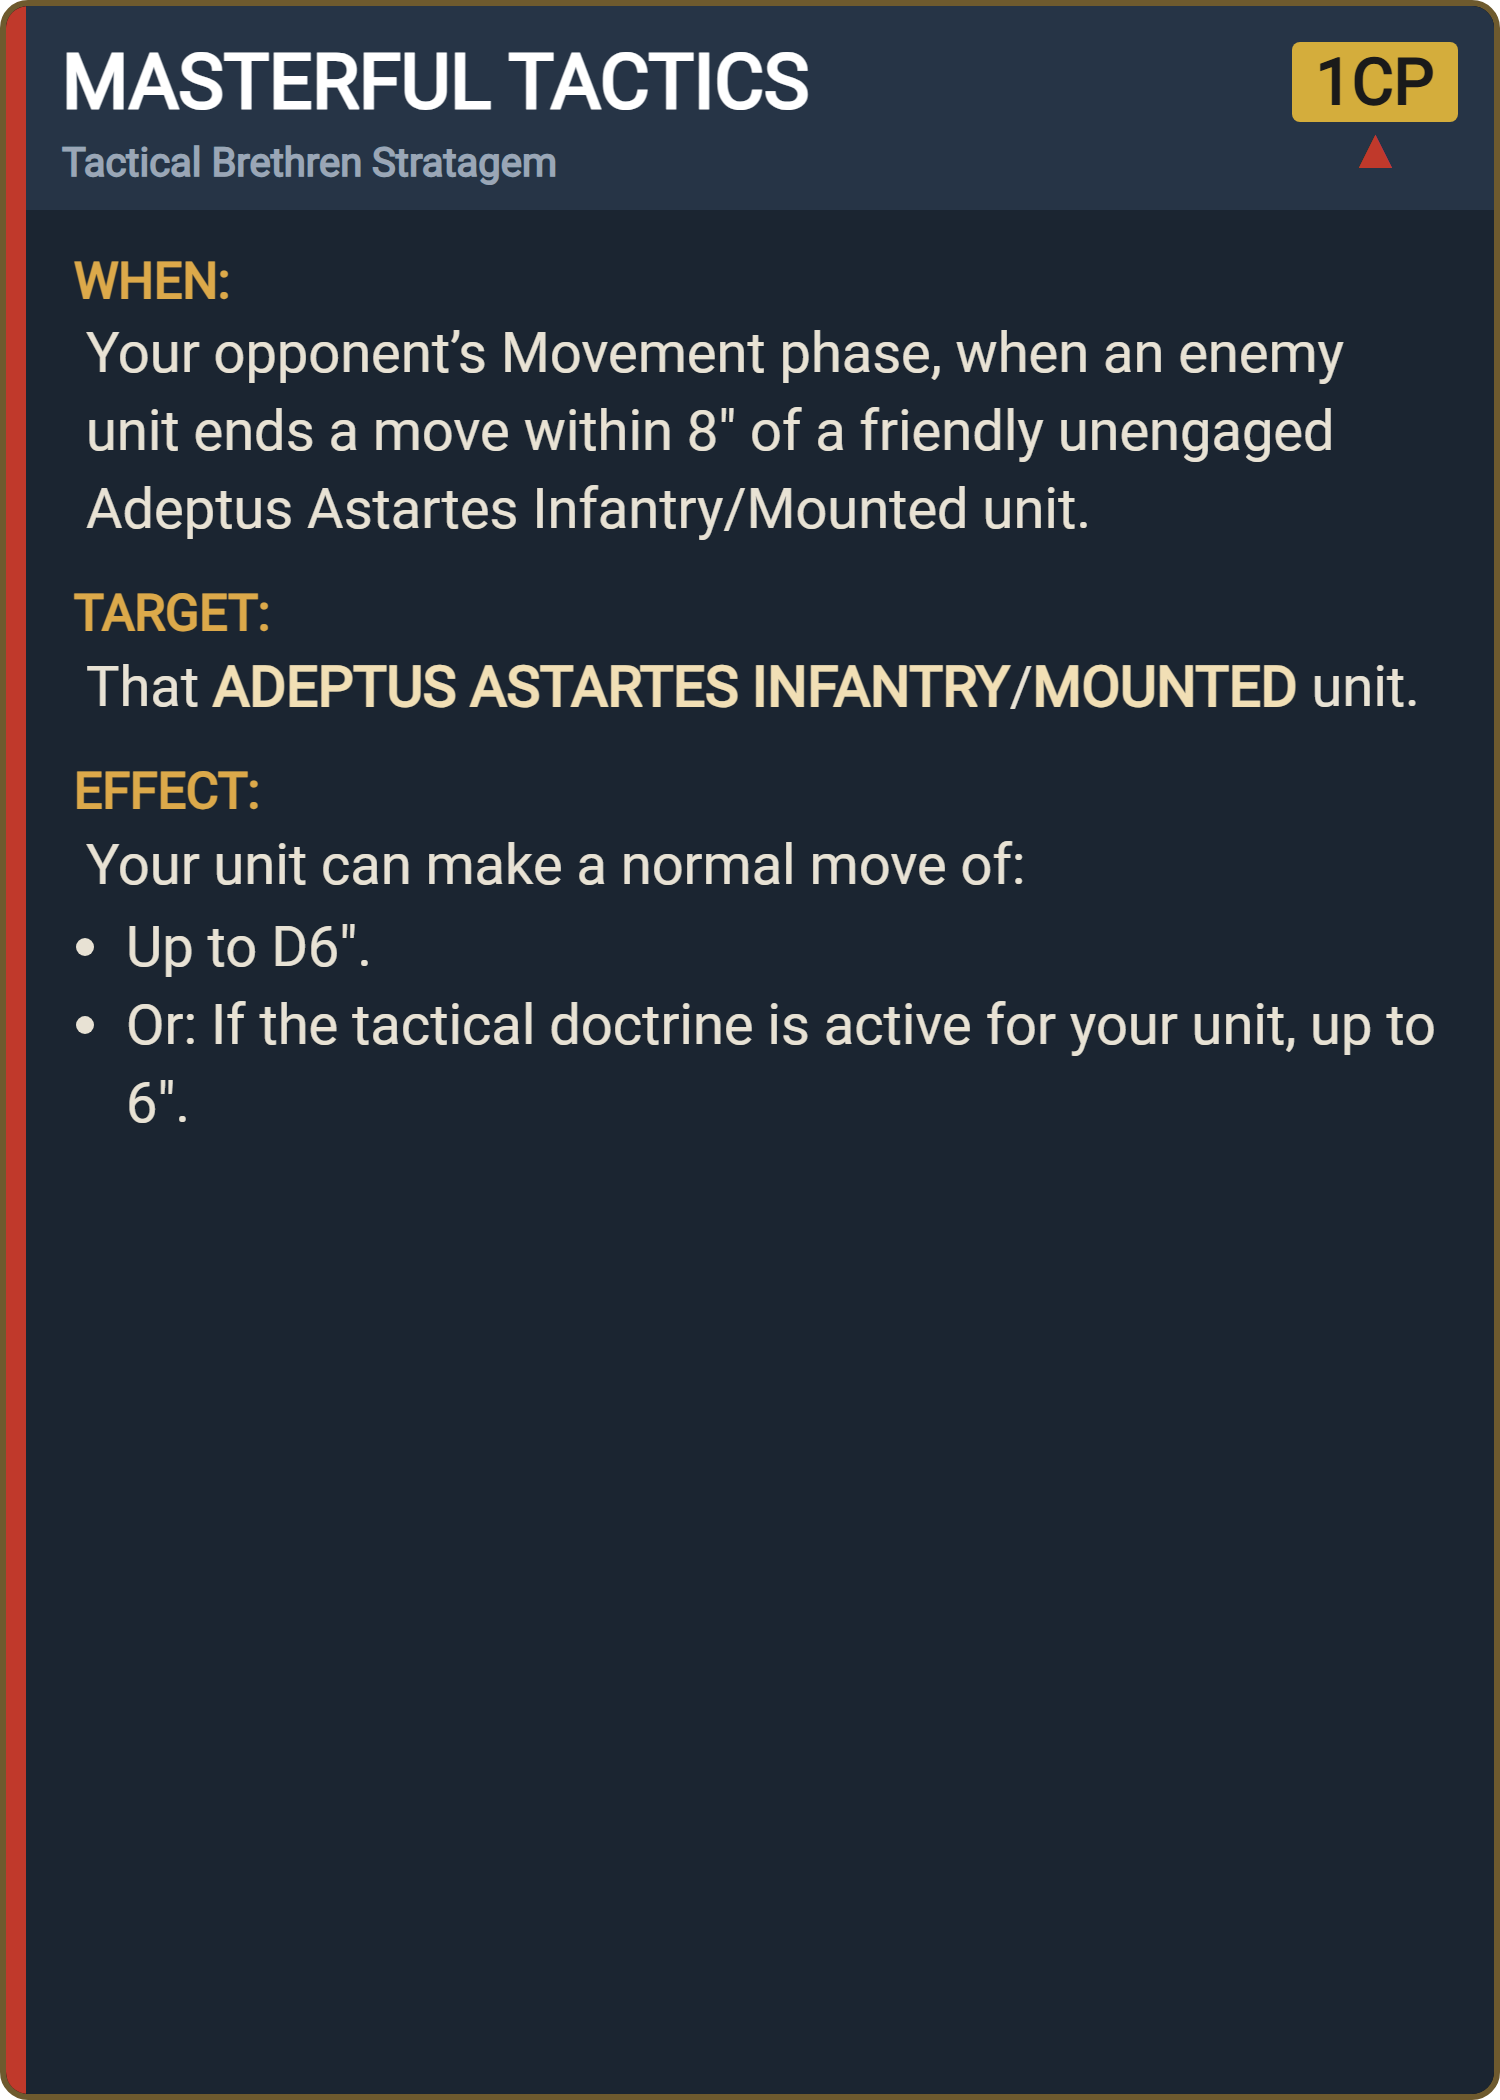 MASTERFUL TACTICS
1CP
Tactical Brethren Stratagem
WHEN:
Your opponent’s Movement phase, when an enemy
unit ends a move within 8" of a friendly unengaged
Adeptus Astartes Infantry/Mounted unit.
TARGET:
That ADEPTUS ASTARTES INFANTRY/MOUNTED unit.
EFFECT:
Your unit can make a normal move of:
• Up to D6".
• Or: If the tactical doctrine is active for your unit, up to
6".